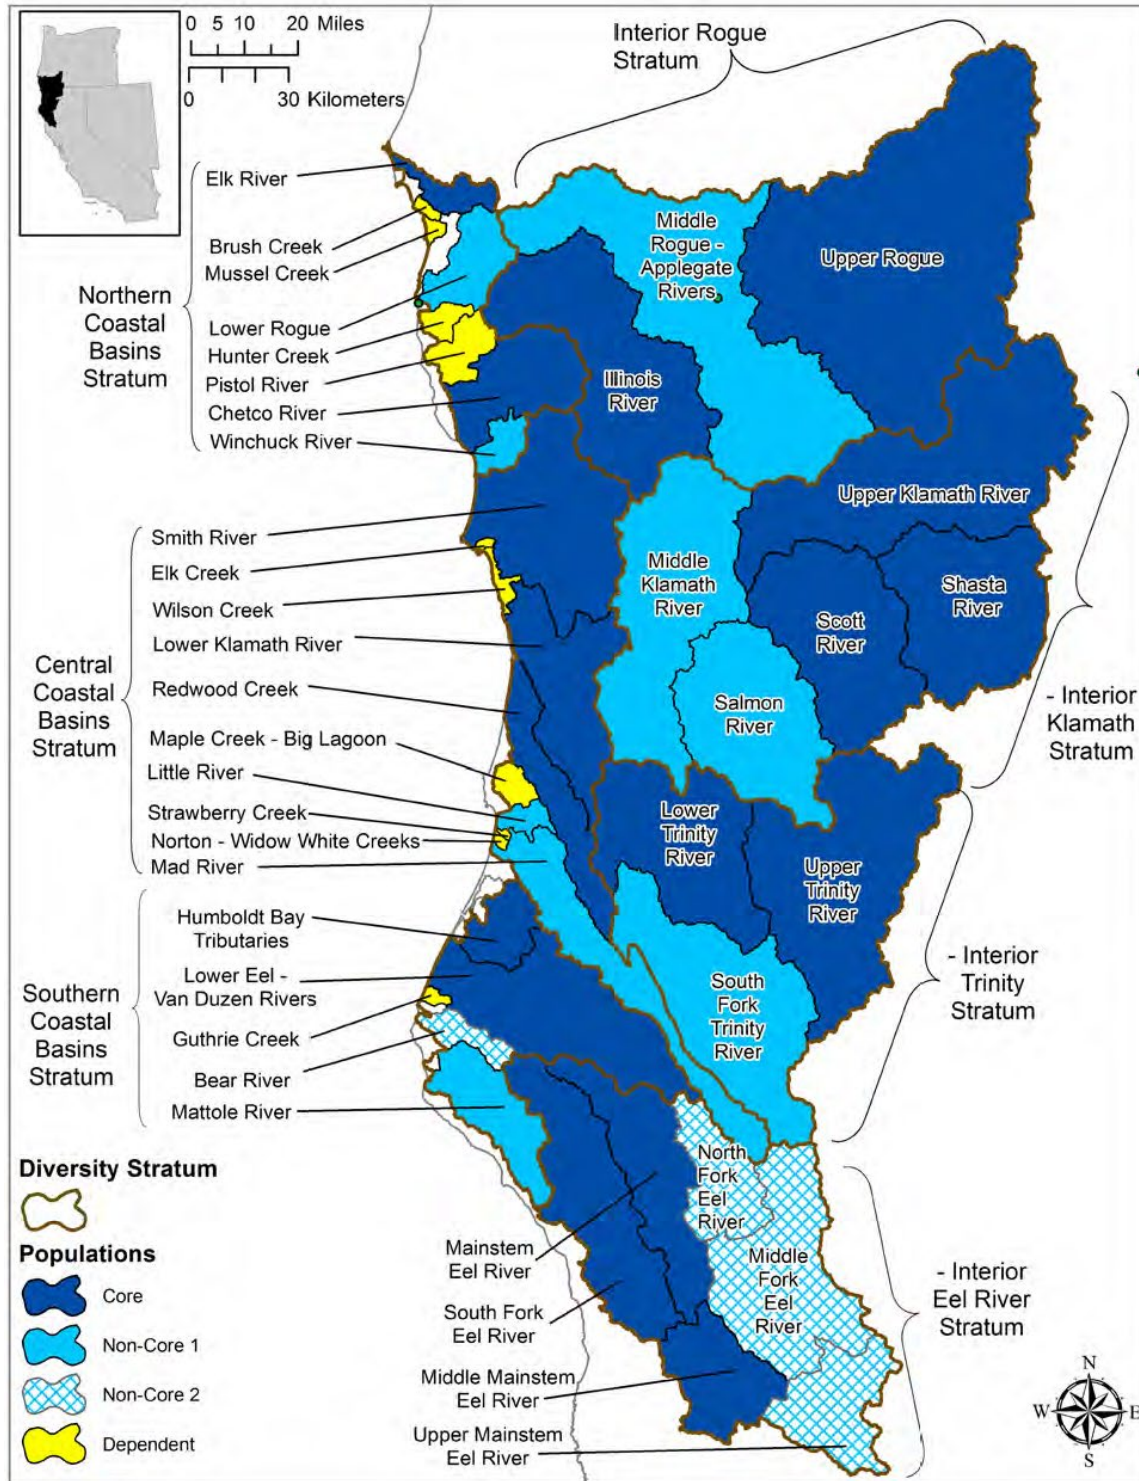 0 5 10 20 Miles
0 30 Kilometers
Interior Rogue
Stratum
Elk River
Brush Creek
Mussel Creek
Northern
Coastal
Basins
Stratum
Lower Rogue
Hunter Creek
Pistol River
Chetco River
Winchuck River
Middle
Rogue -
Applegate
Rivers
Upper Rogue
Illinois
River
Upper Klamath River
Smith River
Elk Creek
Wilson Creek
Lower Klamath River
Central
Coastal
Basins
Stratum
Redwood Creek
Maple Creek - Big Lagoon
Little River
Strawberry Creek
Norton - Widow White Creeks
Mad River
Middle
Klamath
River
Scott
River
Shasta
River
Salmon
River
- Interior
Klamath
Stratum
Lower
Trinity
River
Upper
Trinity
River
Humboldt Bay
Tributaries
Lower Eel -
Van Duzen Rivers
Southern
Coastal
Basins
Stratum
Guthrie Creek
Bear River
Mattole River
South
Fork
Trinity
River
- Interior
Trinity
Stratum
North
Fork
Eel
River
Middle
Fork
Eel
River
- Interior
Eel River
Stratum
Mainstem
Eel River
South Fork
Eel River
Middle Mainstem
Eel River
Upper Mainstem
Eel River
Diversity Stratum
Populations
Core
Non-Core 1
Non-Core 2
Dependent
N
W E
S